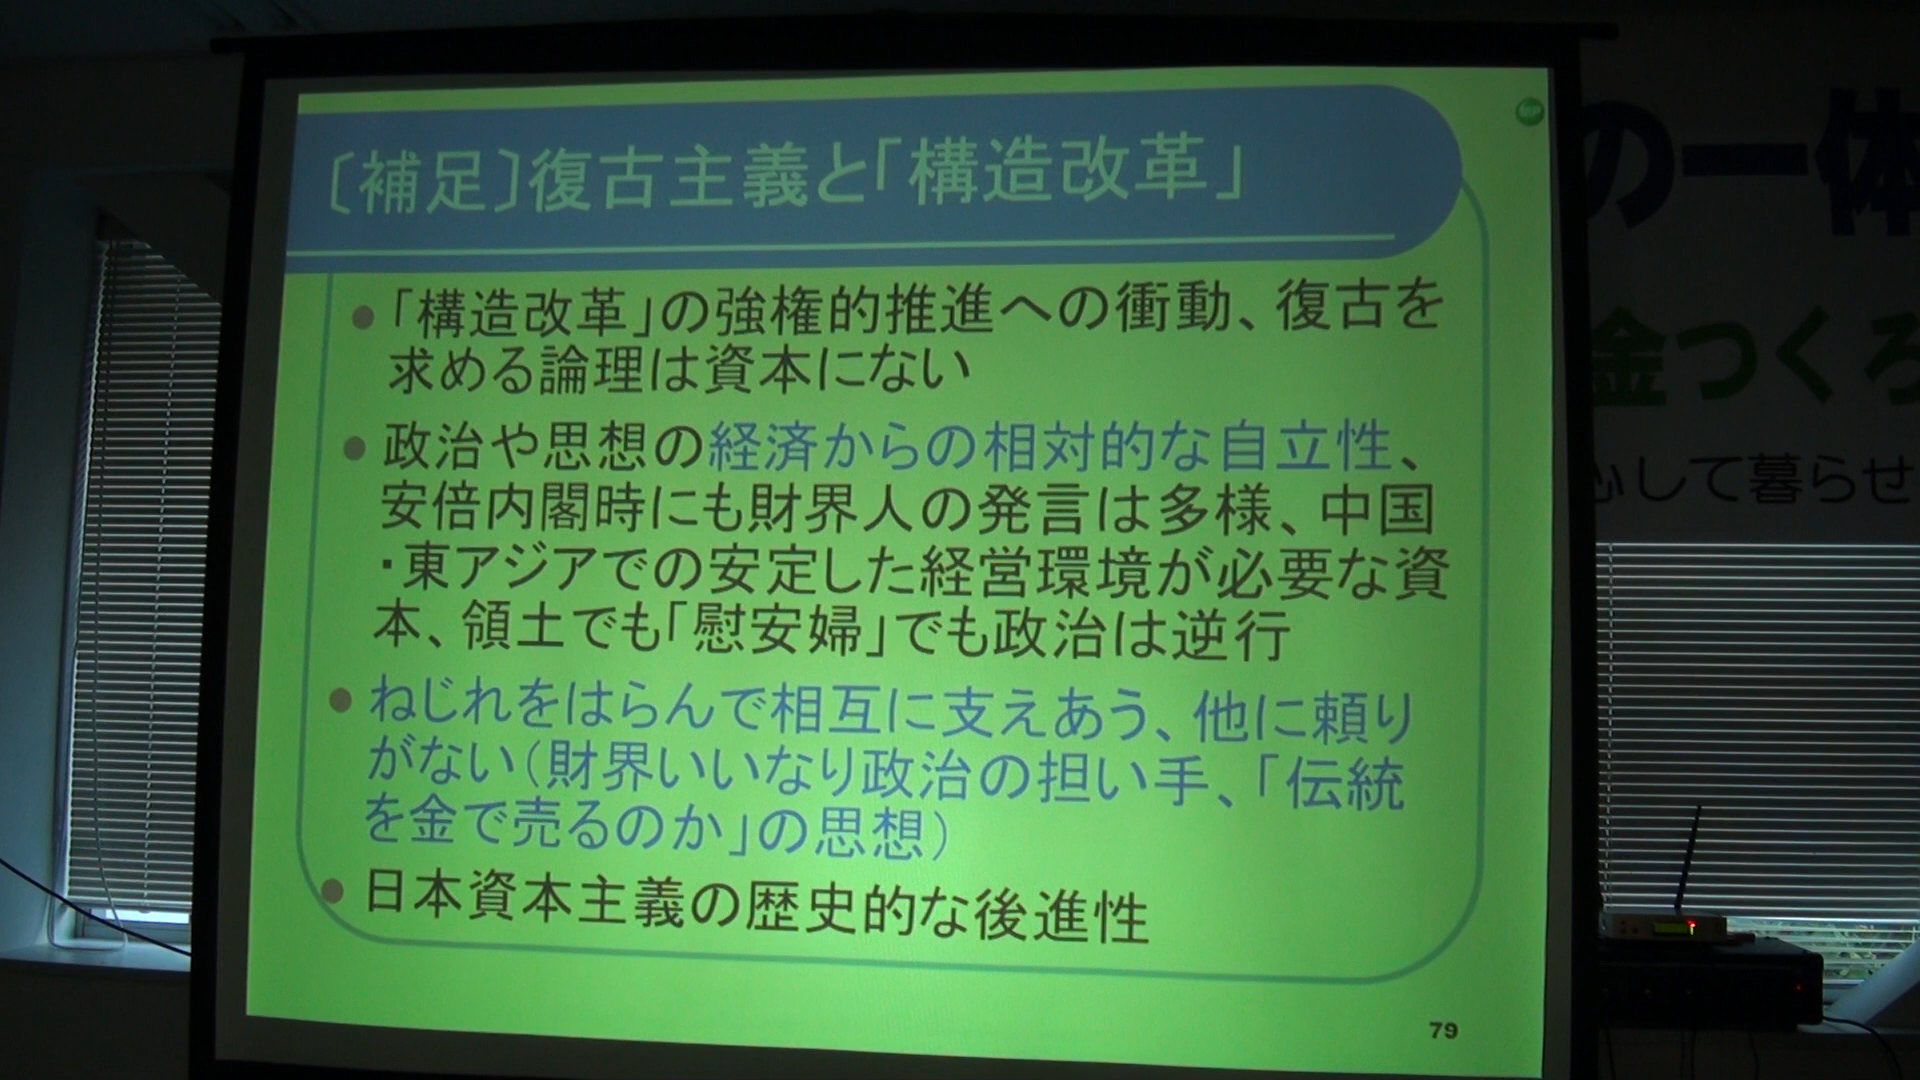 〔補足〕復古主義と「構造改革」
●「構造改革」の強権的推進への衝動、復古を
求める論理は資本にない
●政治や思想の経済からの相対的な自立性、
安倍内閣時にも財界人の発言は多様、中国
・東アジアでの安定した経営環境が必要な資
本、領土でも「慰安婦」でも政治は逆行
●ねじれをはらんで相互に支えあう、他に頼り
がない（財界いいなり政治の担い手、「伝統
を金で売るのか」の思想）
●日本資本主義の歴史的な後進性
79
の一体
金つくろ
心して暮らせ